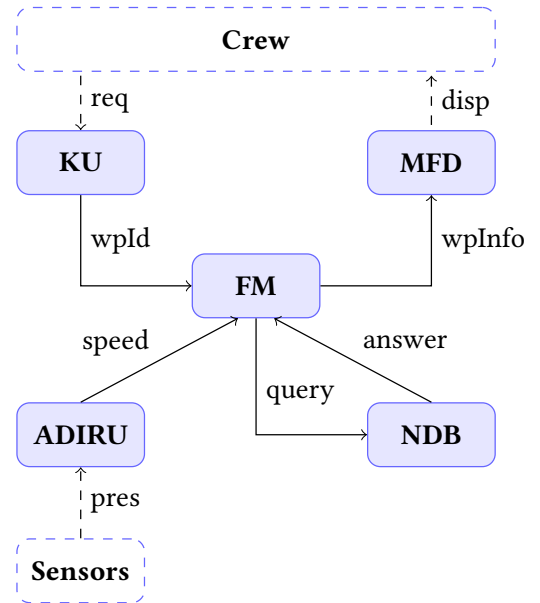 Crew
req
disp
KU
MFD
wpId
wpInfo
FM
speed
answer
query
ADIRU
NDB
pres
Sensors